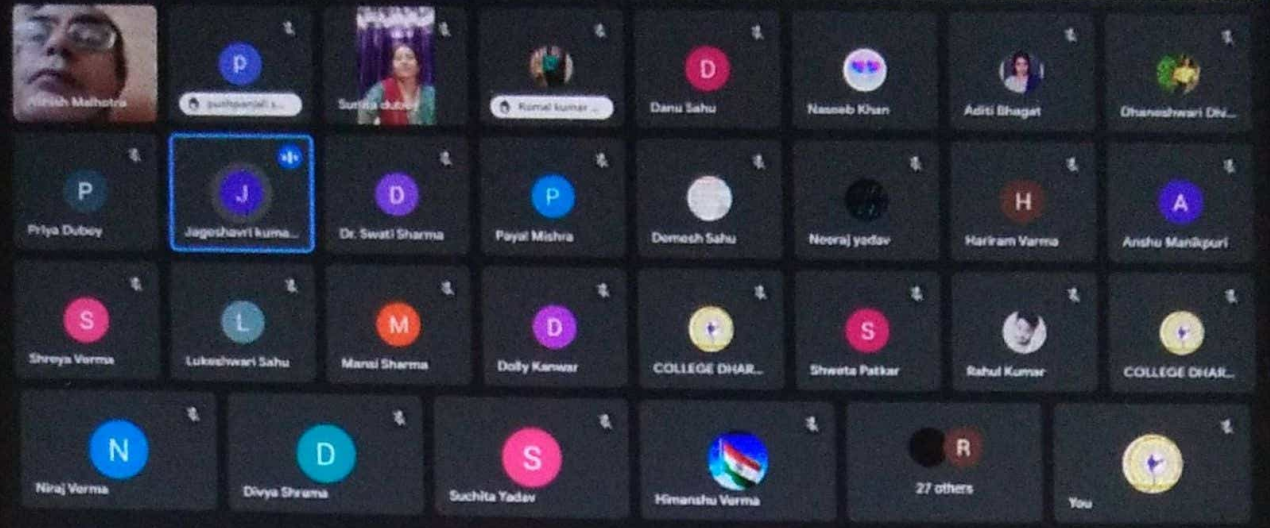 Ashish Malhotra
P
pushpanjali s...
Sunita dubey
Komal kumar ...
D
Danu Sahu
Naseeb Khan
Aditi Bhagat
Dhaneshwari Dhi...
P
Priya Dubey
J
Jageshavri kuma...
D
Dr. Swati Sharma
P
Payal Mishra
Domesh Sahu
Neeraj yadav
H
Hariram Varma
A
Anshu Manikpuri
S
Shreya Verma
L
Lukeshwari Sahu
M
Mansi Sharma
D
Dolly Kanwar
COLLEGE DHAR...
S
Shweta Patkar
Rahul Kumar
COLLEGE DHAR...
N
Niraj Verma
D
Divya Shrama
S
Suchita Yadav
Himanshu Verma
R
27 others
You